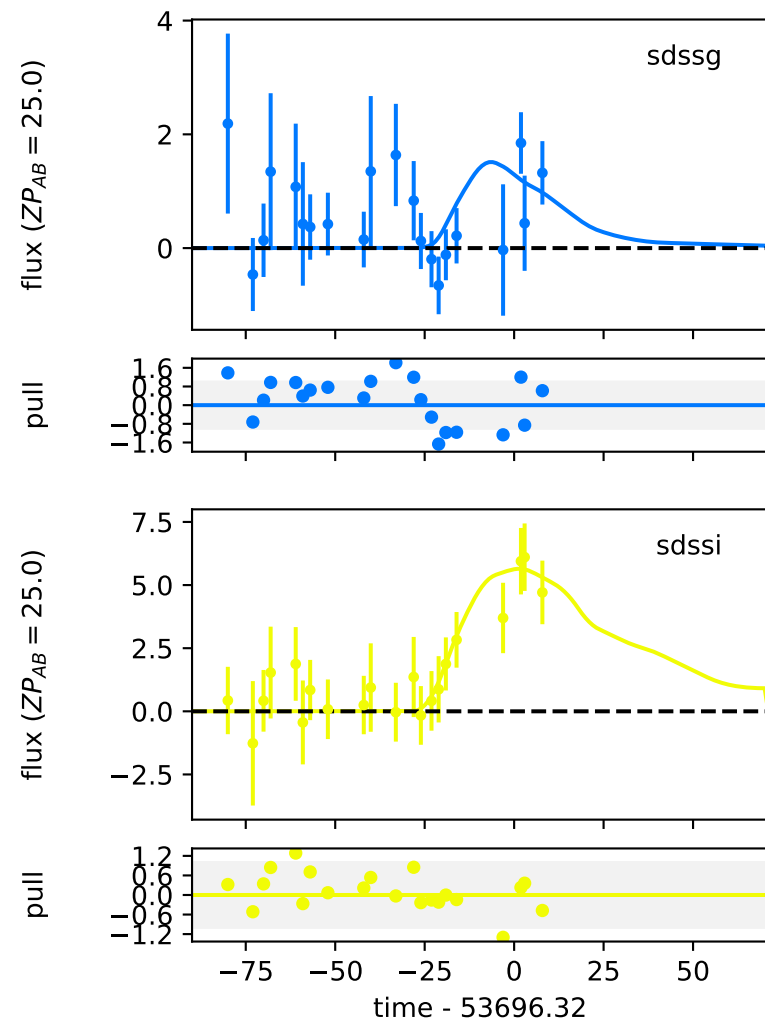 4
sdssg
2
0
flux (ZP_AB = 25.0)
1.6
0.8
0.0
−0.8
−1.6
pull
7.5
sdssi
5.0
2.5
0.0
−2.5
flux (ZP_AB = 25.0)
1.2
0.6
0.0
−0.6
−1.2
pull
−75 −50 −25 0 25 50
time - 53696.32